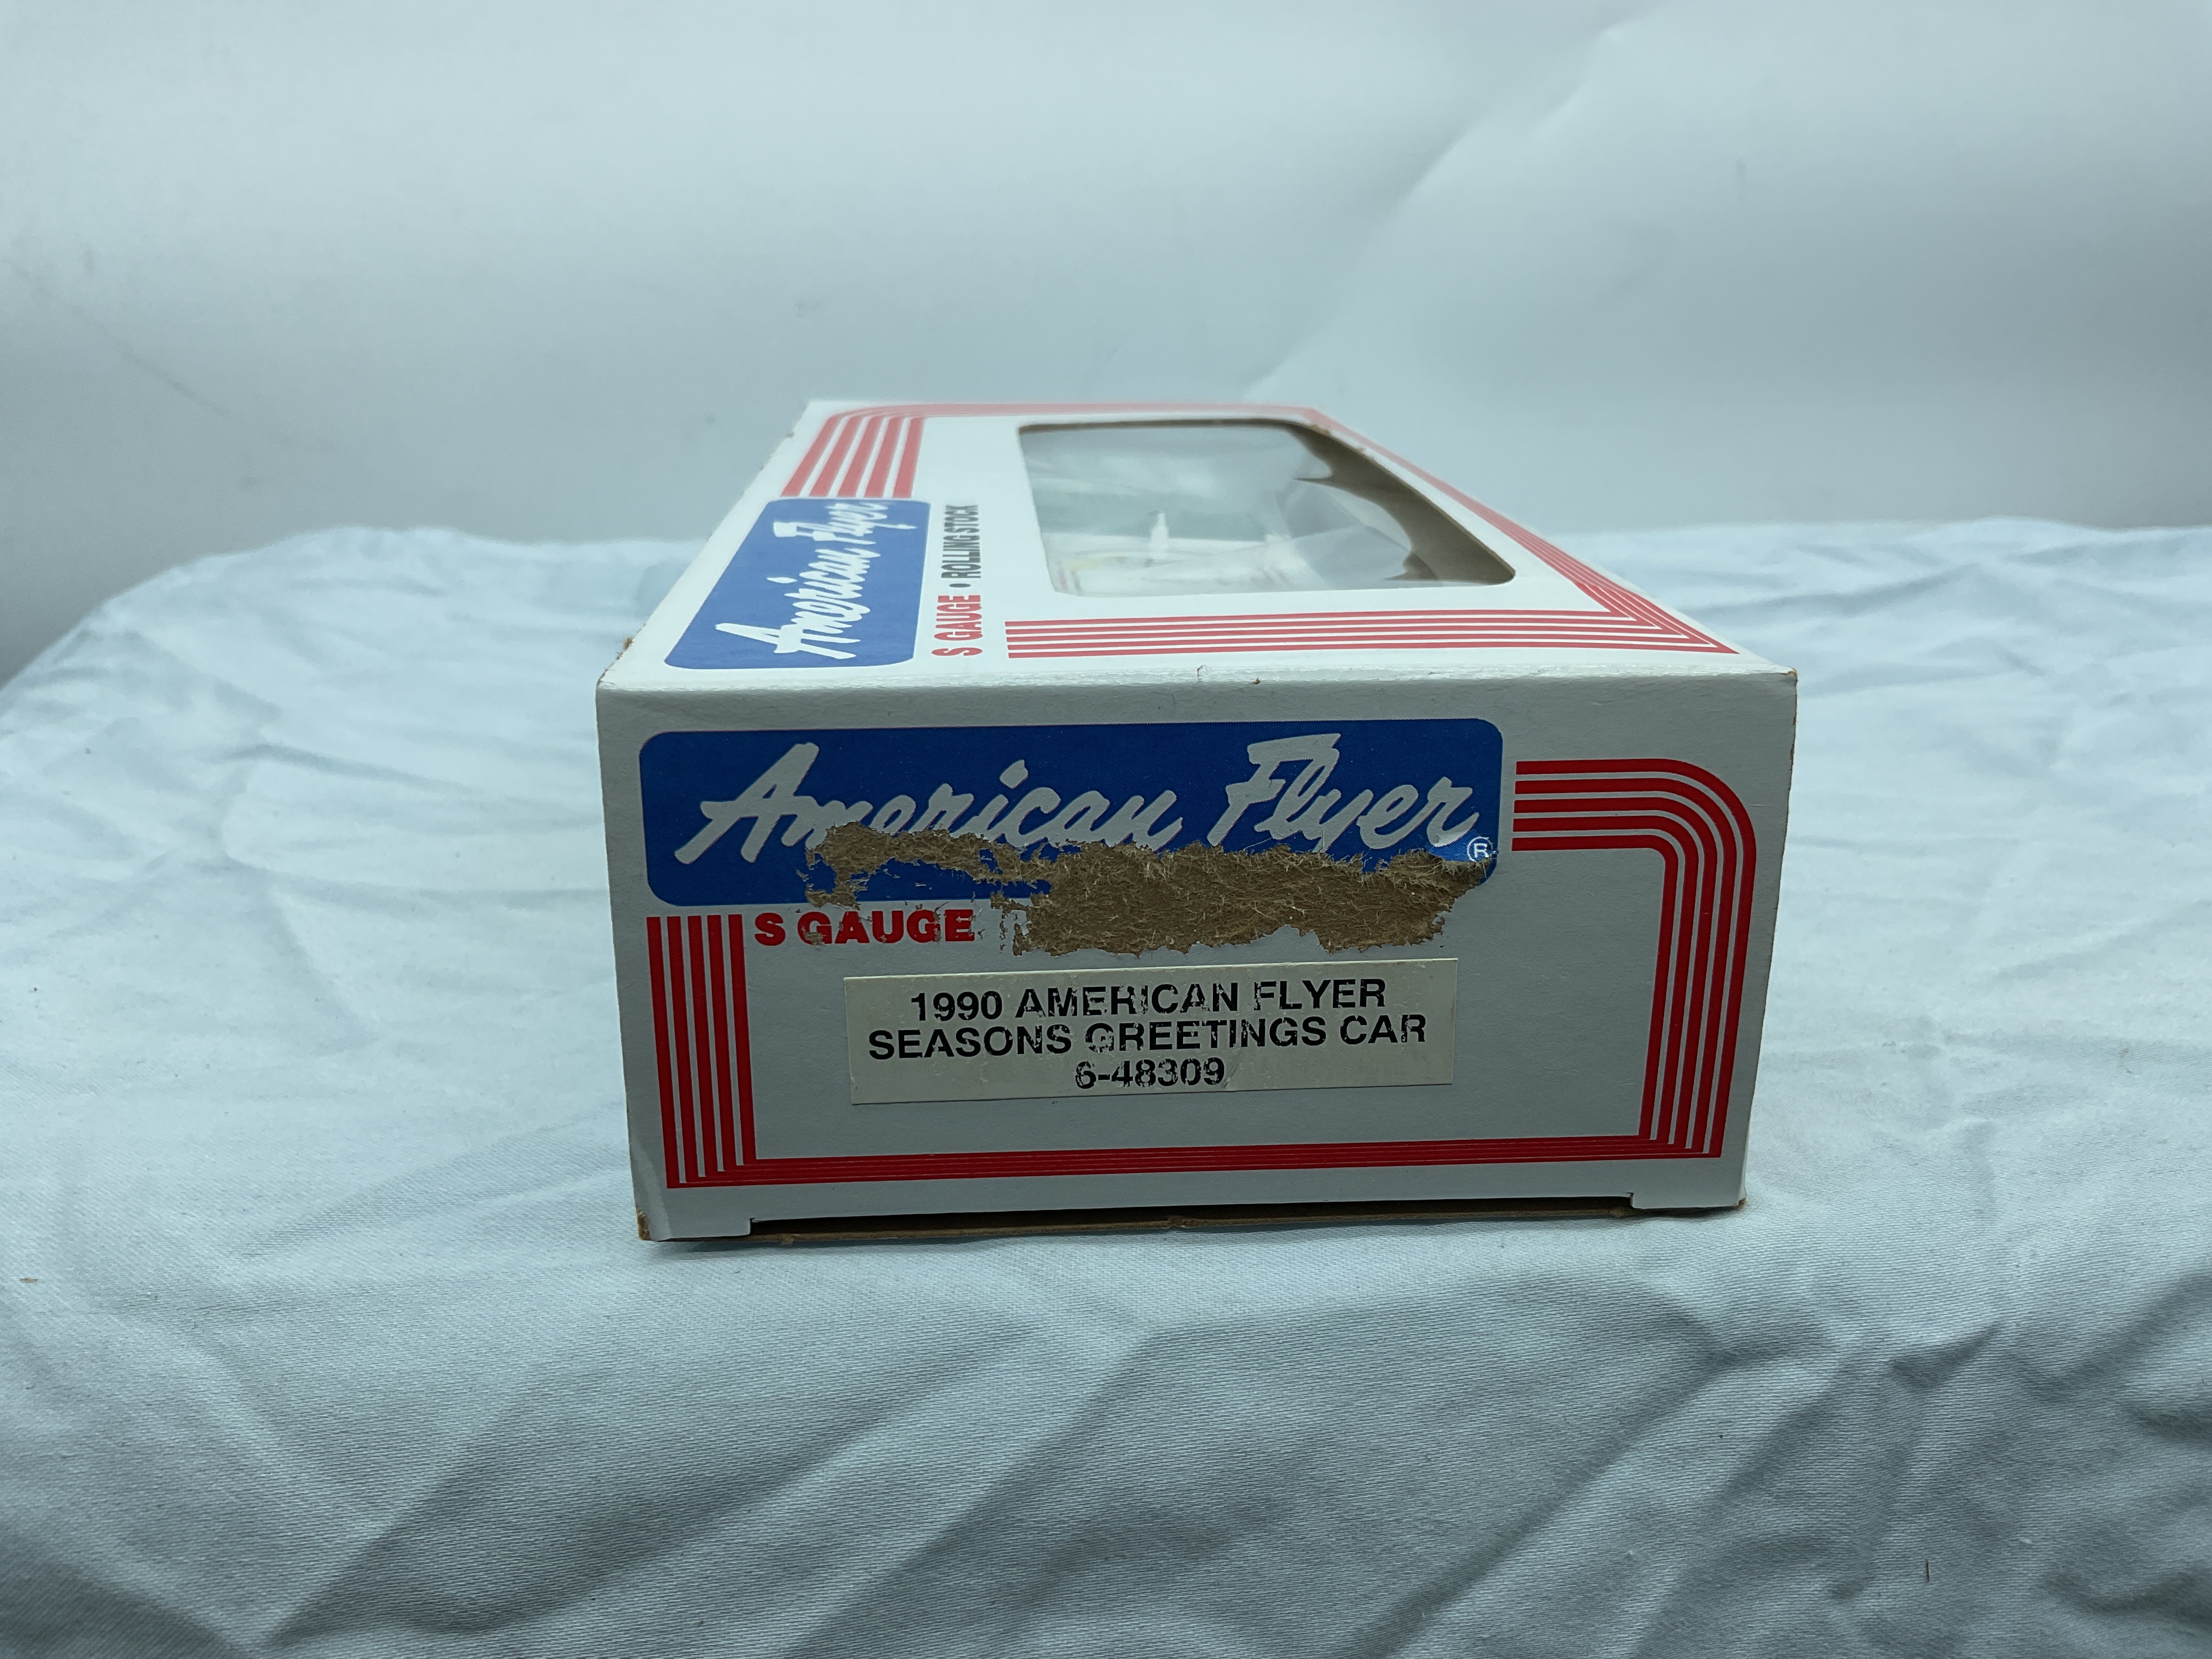 American Flyer
S GAUGE • ROLLING STOCK
American Flyer ®
S GAUGE
1990 AMERICAN FLYER
SEASONS GREETINGS CAR
6-48309